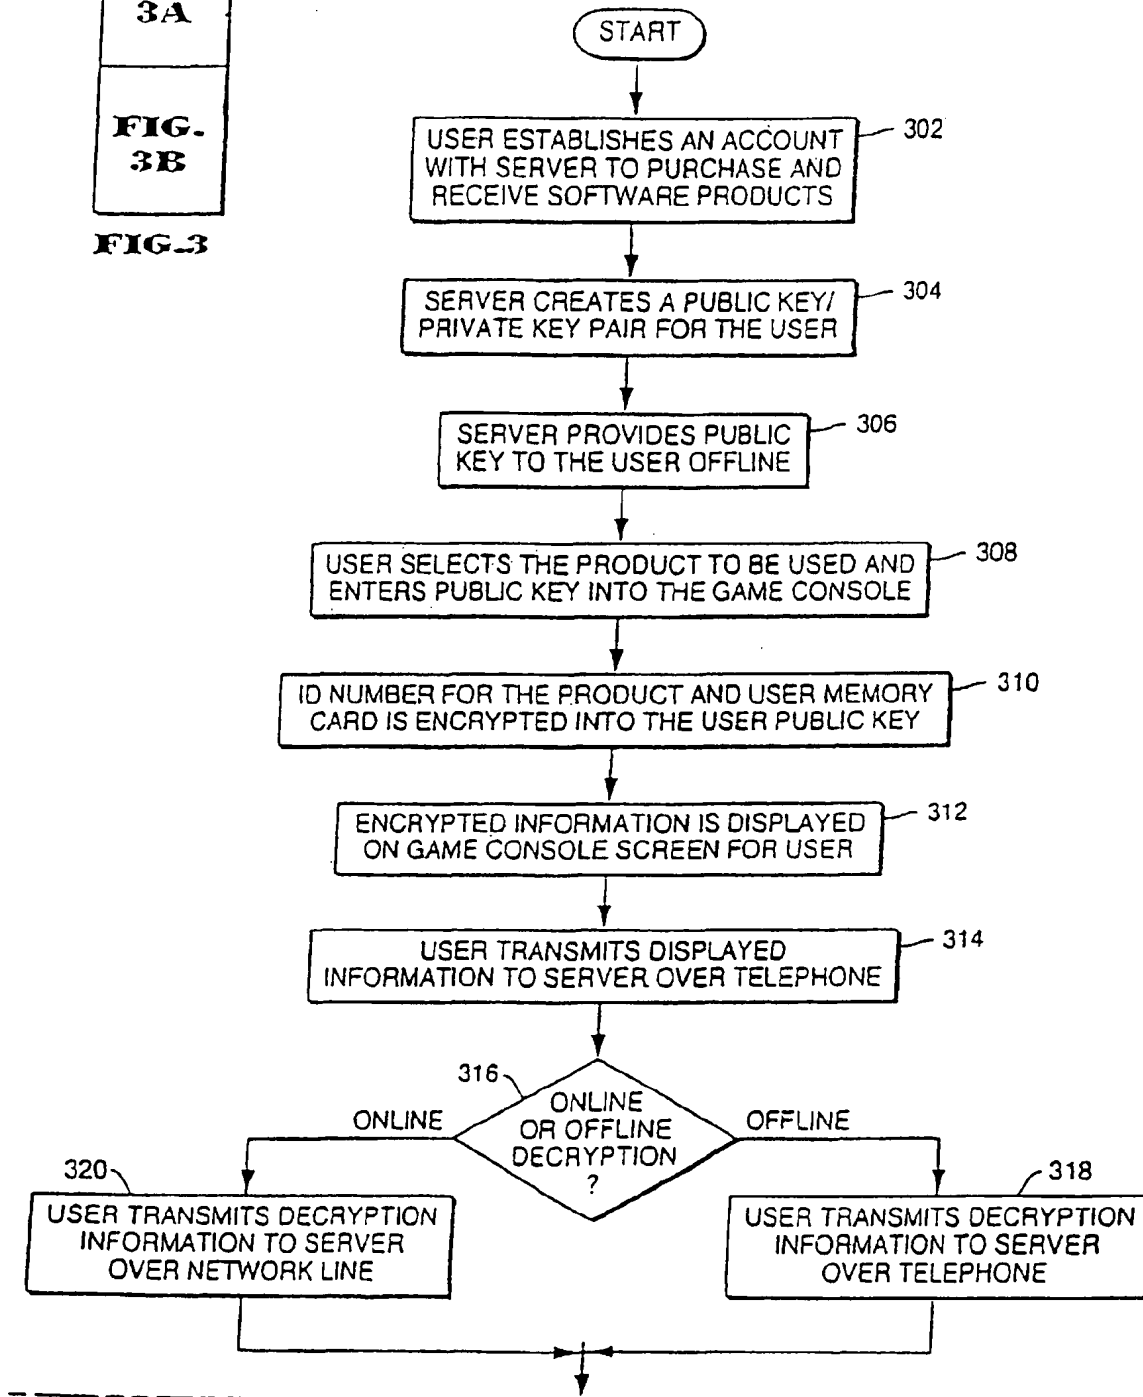 3A
FIG.
3B
FIG.3
START
302
USER ESTABLISHES AN ACCOUNT
WITH SERVER TO PURCHASE AND
RECEIVE SOFTWARE PRODUCTS
304
SERVER CREATES A PUBLIC KEY/
PRIVATE KEY PAIR FOR THE USER
306
SERVER PROVIDES PUBLIC
KEY TO THE USER OFFLINE
308
USER SELECTS THE PRODUCT TO BE USED AND
ENTERS PUBLIC KEY INTO THE GAME CONSOLE
310
ID NUMBER FOR THE PRODUCT AND USER MEMORY
CARD IS ENCRYPTED INTO THE USER PUBLIC KEY
312
ENCRYPTED INFORMATION IS DISPLAYED
ON GAME CONSOLE SCREEN FOR USER
314
USER TRANSMITS DISPLAYED
INFORMATION TO SERVER OVER TELEPHONE
316
ONLINE
OR OFFLINE
DECRYPTION
?
ONLINE
OFFLINE
320
USER TRANSMITS DECRYPTION
INFORMATION TO SERVER
OVER NETWORK LINE
318
USER TRANSMITS DECRYPTION
INFORMATION TO SERVER
OVER TELEPHONE